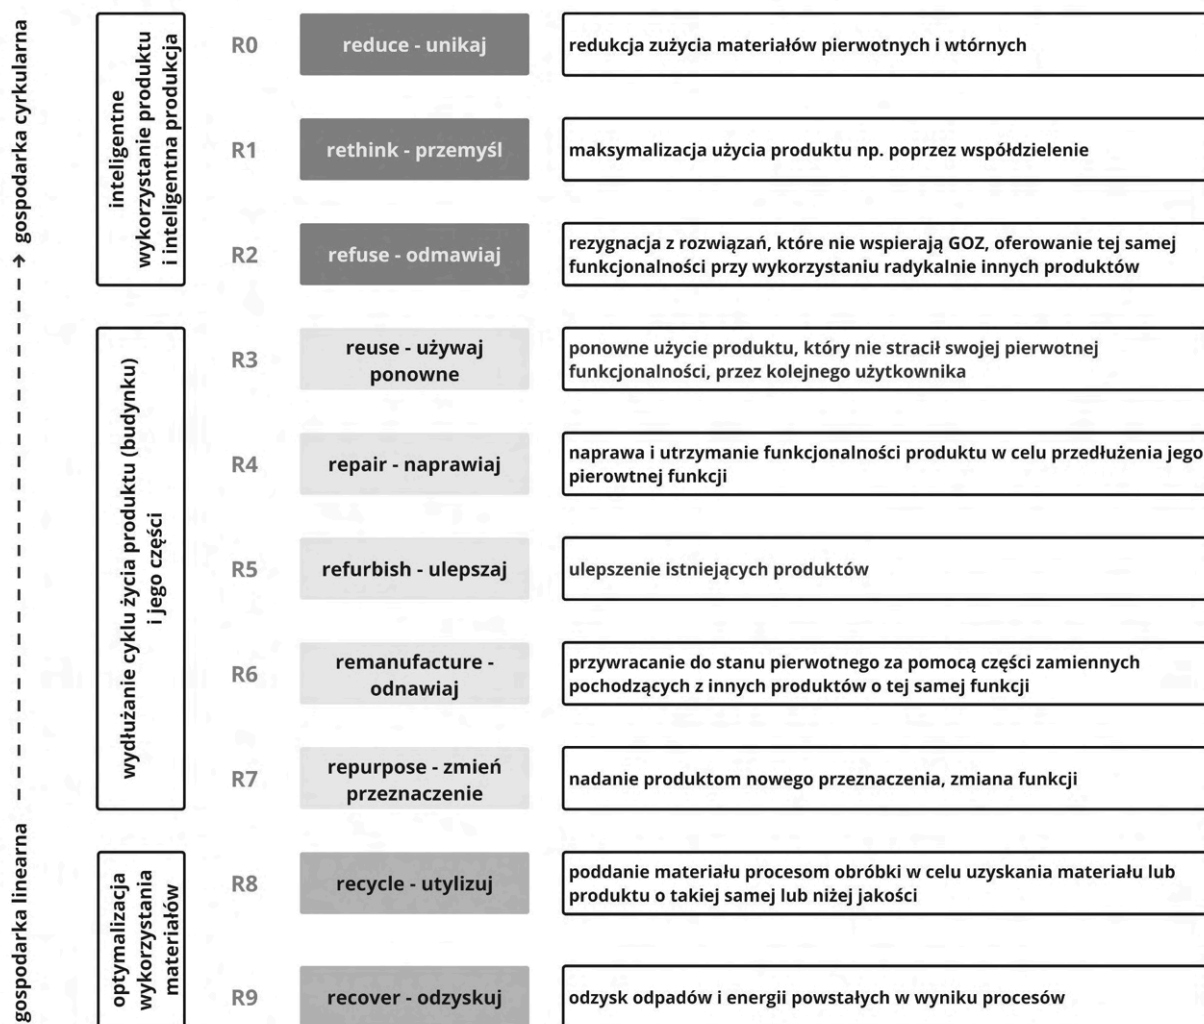 gospodarka cyrkularna
gospodarka linearna
inteligentne
wykorzystanie produktu
i inteligentna produkcja
R0
reduce - unikaj
redukcja zużycia materiałów pierwotnych i wtórnych
R1
rethink - przemyśl
maksymalizacja użycia produktu np. poprzez współdzielenie
R2
refuse - odmawiaj
rezygnacja z rozwiązań, które nie wspierają GOZ, oferowanie tej samej
funkcjonalności przy wykorzystaniu radykalnie innych produktów
wydłużanie cyklu życia produktu (budynku)
i jego części
R3
reuse - używaj
ponowne
ponowne użycie produktu, który nie stracił swojej pierwotnej
funkcjonalności, przez kolejnego użytkownika
R4
repair - naprawiaj
naprawa i utrzymanie funkcjonalności produktu w celu przedłużenia jego
pierowtnej funkcji
R5
refurbish - ulepszaj
ulepszenie istniejących produktów
R6
remanufacture -
odnawiaj
przywracanie do stanu pierwotnego za pomocą części zamiennych
pochodzących z innych produktów o tej samej funkcji
R7
repurpose - zmień
przeznaczenie
nadanie produktom nowego przeznaczenia, zmiana funkcji
optymalizacja
wykorzystania
materiałów
R8
recycle - utylizuj
poddanie materiału procesom obróbki w celu uzyskania materiału lub
produktu o takiej samej lub niżej jakości
R9
recover - odzyskuj
odzysk odpadów i energii powstałych w wyniku procesów